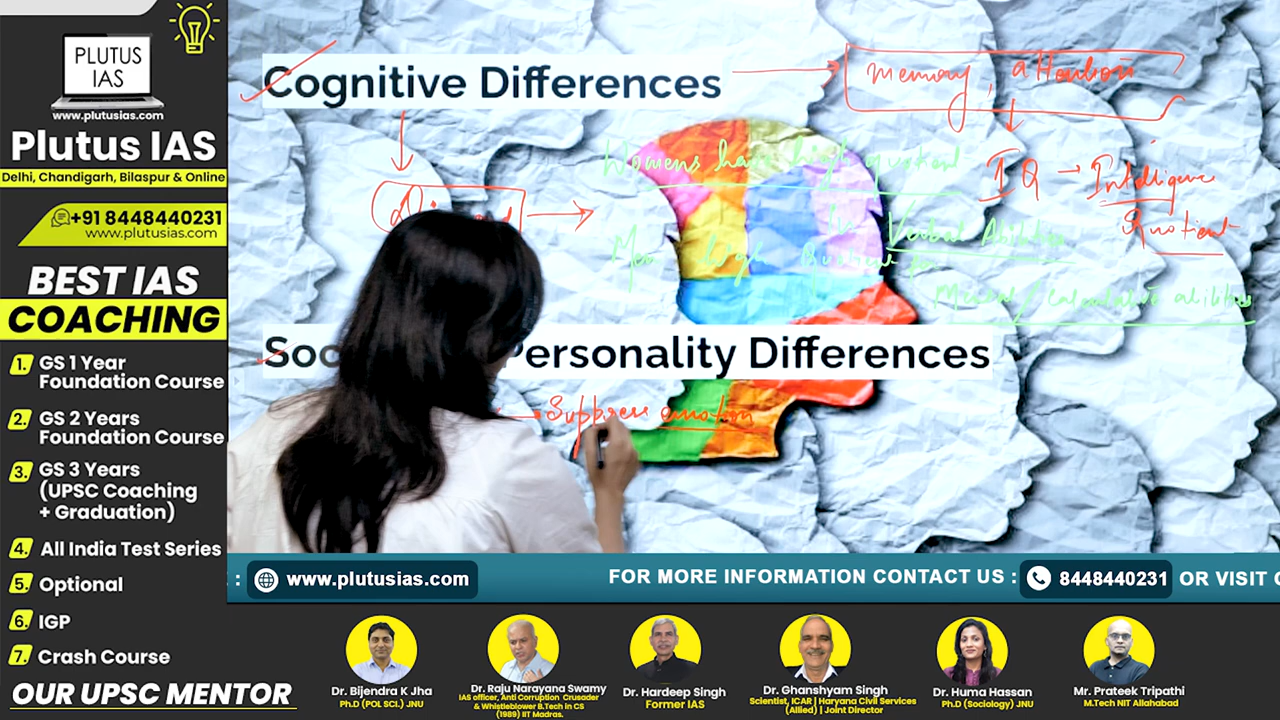 PLUTUS
IAS
www.plutusias.com
Plutus IAS
Delhi, Chandigarh, Bilaspur & Online
+91 8448440231
www.plutusias.com
BEST IAS
COACHING
1. GS 1 Year
Foundation Course
2. GS 2 Years
Foundation Course
3. GS 3 Years
(UPSC Coaching
+ Graduation)
4. All India Test Series
5. Optional
6. IGP
7. Crash Course
Cognitive Differences
Memory, attention
Womens have high quotient
IQ → Intelligence
Quotient
in Verbal Abilities
Men high Quotient for
/ Calculative abilities
Soc Personality Differences
Suppress emotion
: www.plutusias.com FOR MORE INFORMATION CONTACT US : 8448440231 OR VISIT
OUR UPSC MENTOR
Dr. Bijendra K Jha
Ph.D (POL SCI.) JNU
Dr. Raju Narayana Swamy
IAS officer, Anti Corruption Crusader
& Whistleblower B.Tech in CS
(1989) IIT Madras.
Dr. Hardeep Singh
Former IAS
Dr. Ghanshyam Singh
Scientist, ICAR | Haryana Civil Services
(Allied) | Joint Director
Dr. Huma Hassan
Ph.D (Sociology) JNU
Mr. Prateek Tripathi
M.Tech NIT Allahabad